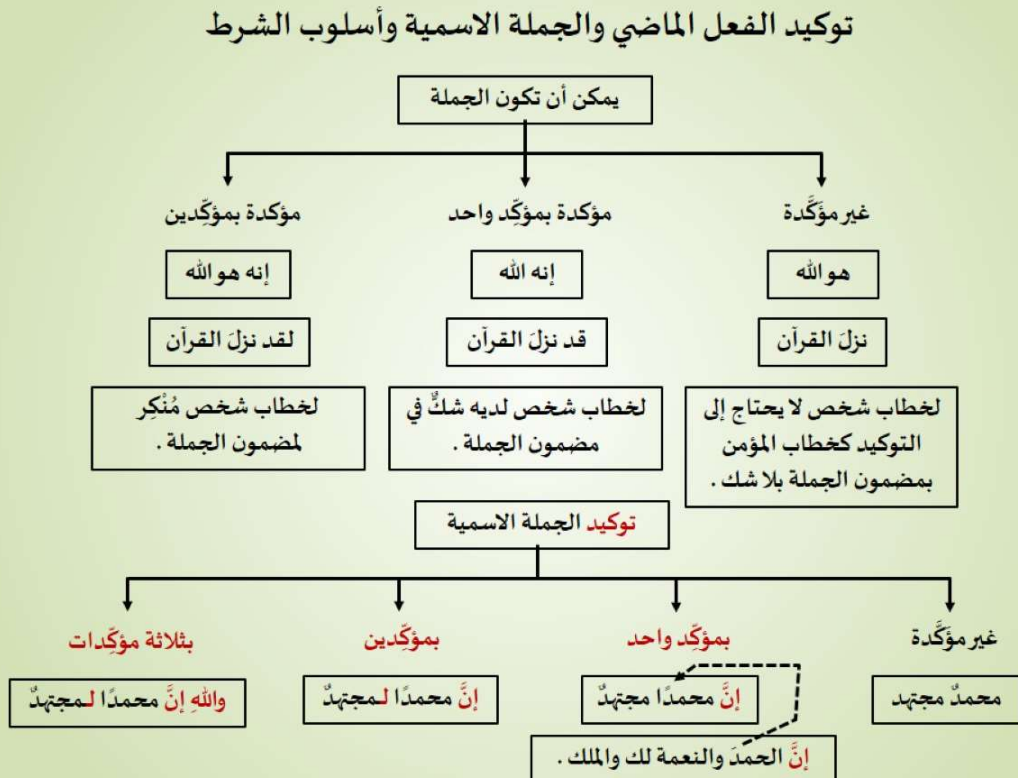 توكيد الفعل الماضي والجملة الاسمية وأسلوب الشرط
يمكن أن تكون الجملة
غير مؤكَّدة
مؤكدة بمؤكِّد واحد
مؤكدة بمؤكِّدين
هو الله
إنه الله
إنه هو الله
نزلَ القرآن
قد نزلَ القرآن
لقد نزلَ القرآن
لخطاب شخص لا يحتاج إلى
التوكيد كخطاب المؤمن
بمضمون الجملة بلا شك .
لخطاب شخص لديه شكٌّ في
مضمون الجملة .
لخطاب شخص مُنْكِر
لمضمون الجملة .
توكيد الجملة الاسمية
غير مؤكَّدة
بمؤكِّد واحد
بمؤكِّدين
بثلاثة مؤكِّدات
محمدٌ مجتهد
إنَّ محمدًا مجتهدٌ
إنَّ محمدًا لـمجتهدٌ
واللهِ إنَّ محمدًا لـمجتهدٌ
إنَّ الحمدَ والنعمة لك والملك .